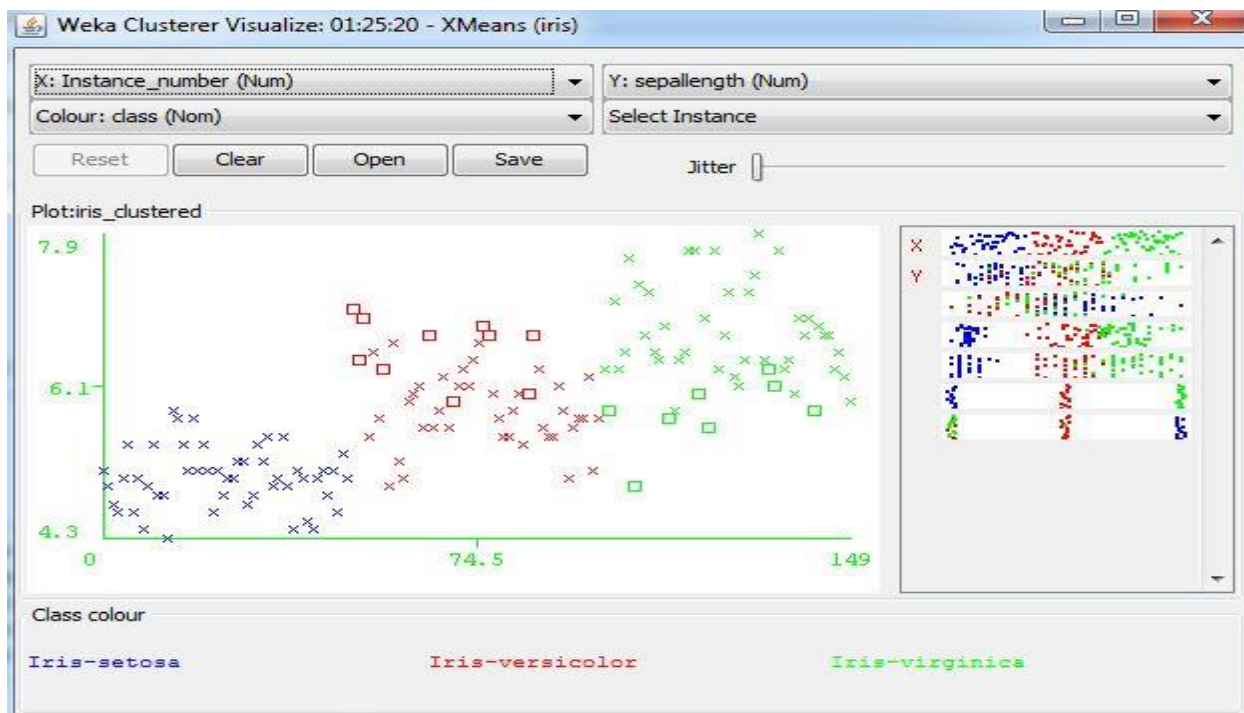 Weka Clusterer Visualize: 01:25:20 - XMeans (iris)
X: Instance_number (Num) Y: sepallength (Num)
Colour: class (Nom) Select Instance
Reset Clear Open Save Jitter
Plot:iris_clustered
7.9
6.1
4.3
0 74.5 149
X
Y
Class colour
Iris-setosa Iris-versicolor Iris-virginica